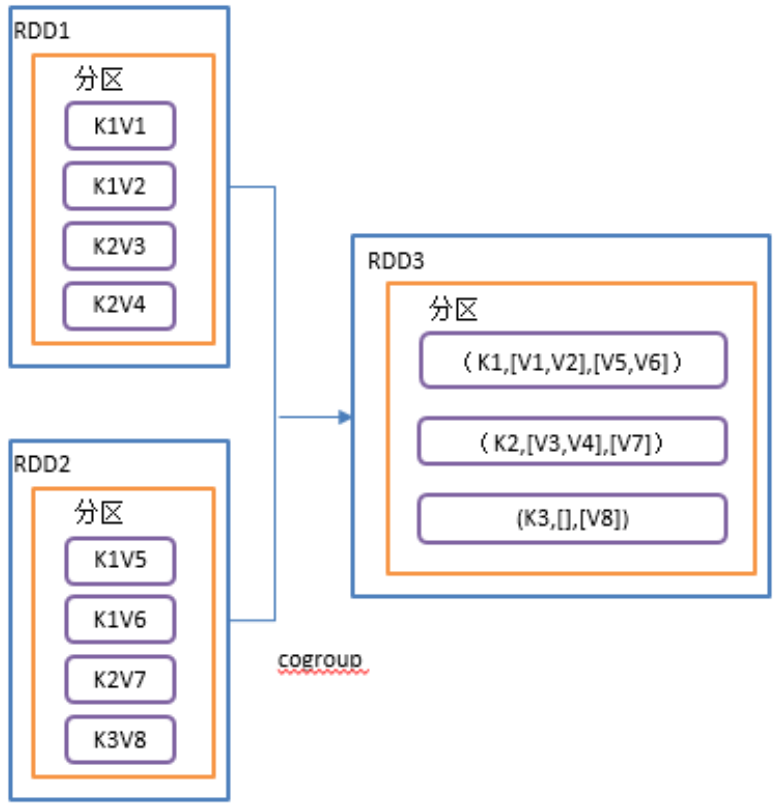 RDD1
分区
K1V1
K1V2
K2V3
K2V4
RDD2
分区
K1V5
K1V6
K2V7
K3V8
cogroup
RDD3
分区
（K1,[V1,V2],[V5,V6]）
（K2,[V3,V4],[V7]）
(K3,[],[V8])